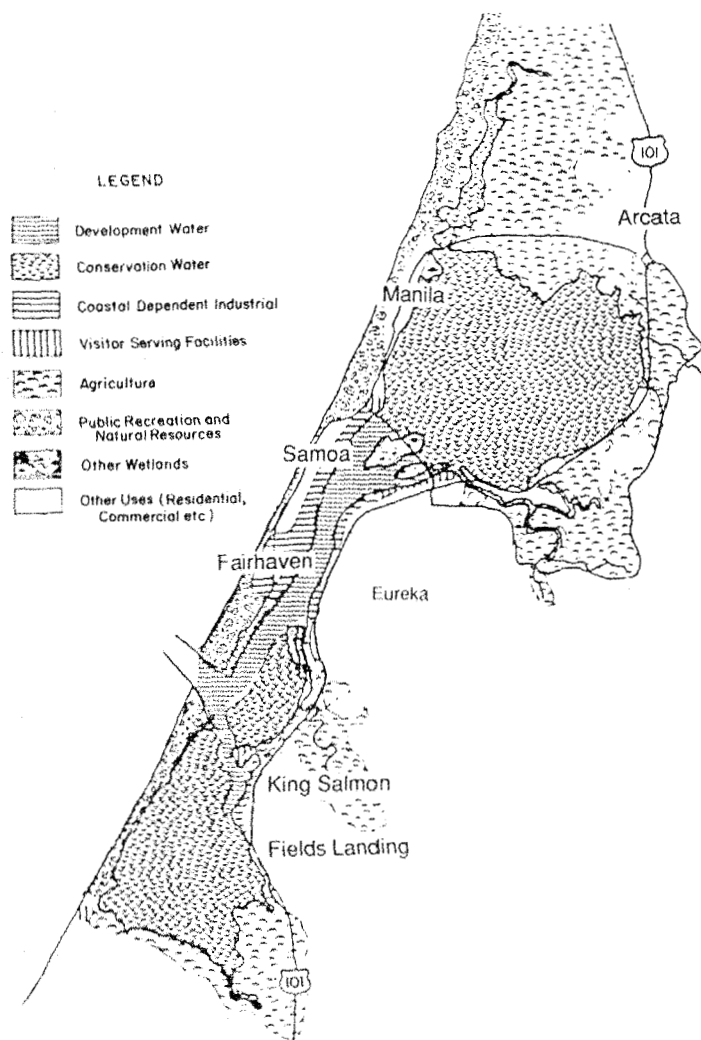 LEGEND
Development Water
Conservation Water
Coastal Dependent Industrial
Visitor Serving Facilities
Agriculture
Public Recreation and
Natural Resources
Other Wetlands
Other Uses (Residential,
Commercial etc)
101
Arcata
Manila
Samoa
Fairhaven
Eureka
King Salmon
Fields Landing
101